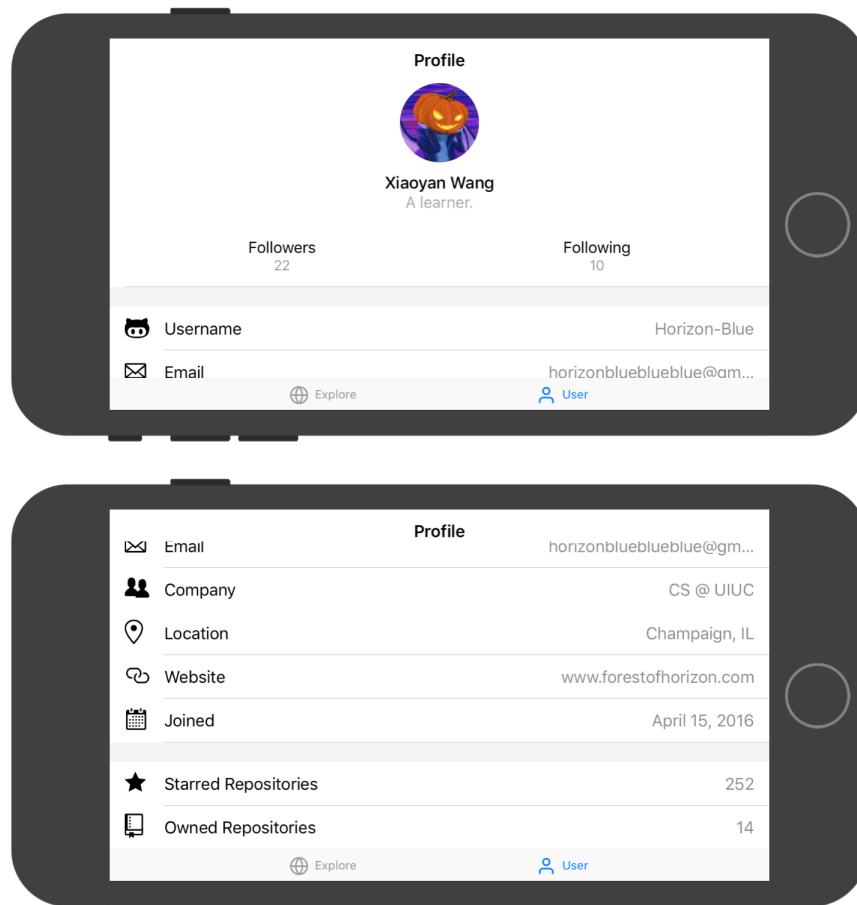 Profile
Xiaoyan Wang
A learner.
Followers Following
22 10
Username Horizon-Blue
Email horizonblueblueblue@gm...
Explore User
Profile
Email horizonblueblueblue@gm...
Company CS @ UIUC
Location Champaign, IL
Website www.forestofhorizon.com
Joined April 15, 2016
Starred Repositories 252
Owned Repositories 14
Explore User